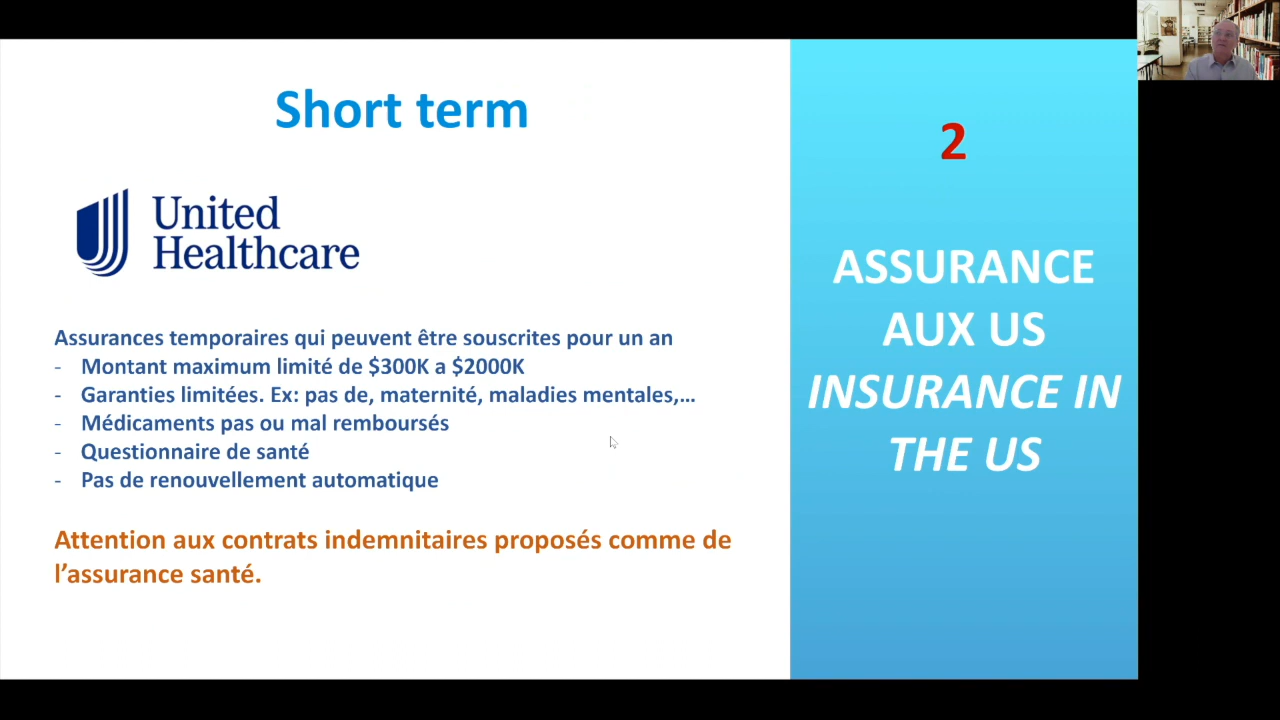 Short term
United
Healthcare
Assurances temporaires qui peuvent être souscrites pour un an
- Montant maximum limité de $300K a $2000K
- Garanties limitées. Ex: pas de, maternité, maladies mentales,...
- Médicaments pas ou mal remboursés
- Questionnaire de santé
- Pas de renouvellement automatique
Attention aux contrats indemnitaires proposés comme de
l’assurance santé.
2
ASSURANCE
AUX US
INSURANCE IN
THE US